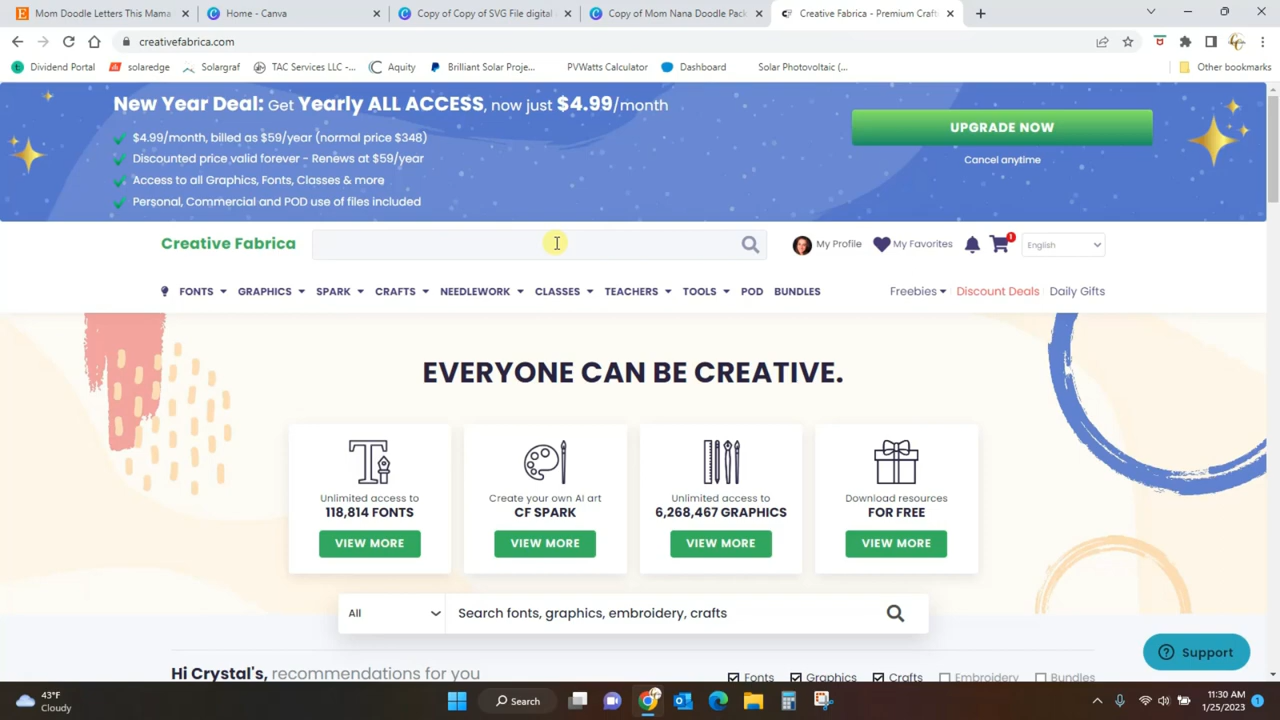 Mom Doodle Letters This Mama
Home - Canva
Copy of Copy of SVG File digital
Copy of Mom Nana Doodle Pack
Creative Fabrica - Premium Craft
creativefabrica.com
Dividend Portal
solaredge
Solargraf
TAC Services LLC -...
Aquity
Brilliant Solar Proje...
PVWatts Calculator
Dashboard
Solar Photovoltaic (...
Other bookmarks
New Year Deal: Get Yearly ALL ACCESS, now just $4.99/month
$4.99/month, billed as $59/year (normal price $348)
Discounted price valid forever - Renews at $59/year
Access to all Graphics, Fonts, Classes & more
Personal, Commercial and POD use of files included
UPGRADE NOW
Cancel anytime
Creative Fabrica
My Profile
My Favorites
1
English
FONTS
GRAPHICS
SPARK
CRAFTS
NEEDLEWORK
CLASSES
TEACHERS
TOOLS
POD
BUNDLES
Freebies
Discount Deals
Daily Gifts
EVERYONE CAN BE CREATIVE.
Unlimited access to
118,814 FONTS
VIEW MORE
Create your own AI art
CF SPARK
VIEW MORE
Unlimited access to
6,268,467 GRAPHICS
VIEW MORE
Download resources
FOR FREE
VIEW MORE
All
Search fonts, graphics, embroidery, crafts
Support
Hi Crystal's, recommendations for you
Fonts
Graphics
Crafts
Embroidery
Bundles
43°F
Cloudy
Search
11:30 AM
1/25/2023
1